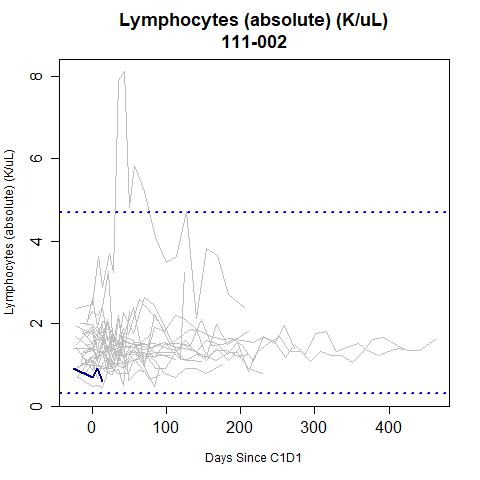 Lymphocytes (absolute) (K/uL)
111-002
Lymphocytes (absolute) (K/uL)
8
6
4
2
0
0 100 200 300 400
Days Since C1D1